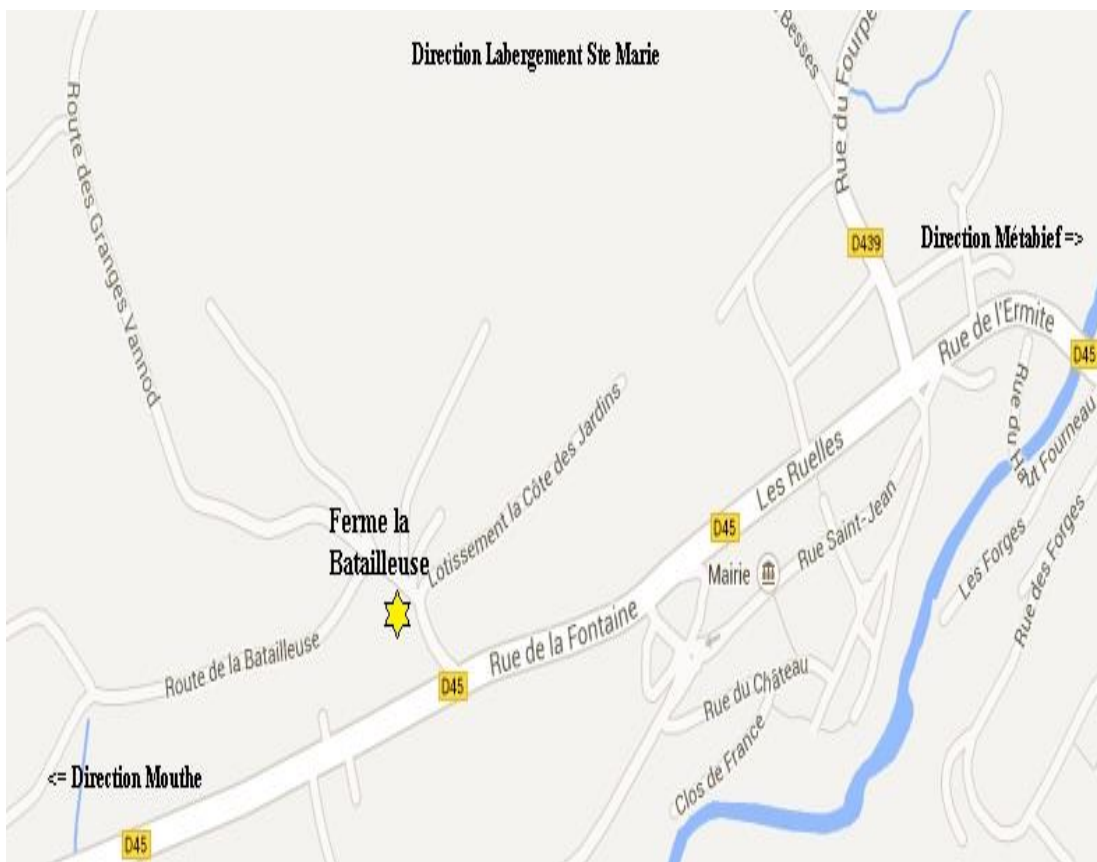 Direction Labergement Ste Marie
Besses
Rue du Fourpe
Route des Granges Vannod
D439
Direction Métabief =>
Rue de l'Ermite
D45
Rue du H
ut Fourneau
Lotissement la Côte des Jardins
Les Ruelles
Ferme la
Batailleuse
D45
Rue Saint-Jean
Mairie
Les Forges
Rue des Forges
Rue de la Fontaine
Route de la Batailleuse
D45
Rue du Château
Clos de France
<= Direction Mouthe
D45